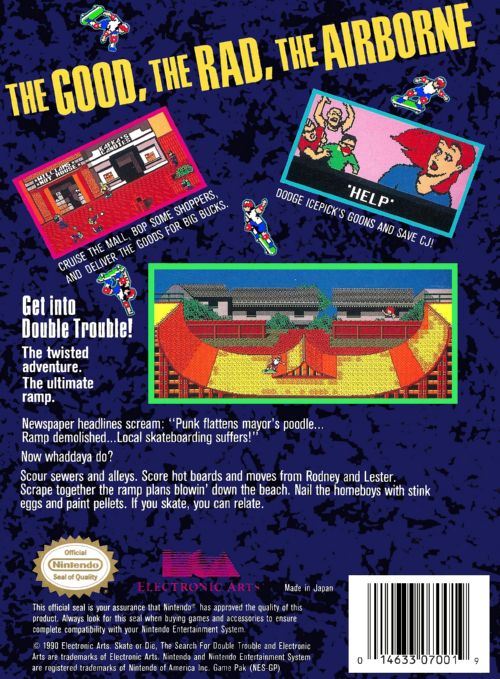 THE GOOD, THE RAD, THE AIRBORNE
"HELP"
CRUISE THE MALL, BOP SOME SHOPPERS,
AND DELIVER THE GOODS FOR BIG BUCKS.
DODGE ICEPICK'S GOONS AND SAVE CJ!
Get into
Double Trouble!
The twisted
adventure.
The ultimate
ramp.
Newspaper headlines scream: "Punk flattens mayor's poodle...
Ramp demolished...Local skateboarding suffers!"
Now whaddaya do?
Scour sewers and alleys. Score hot boards and moves from Rodney and Lester.
Scrape together the ramp plans blowin' down the beach. Nail the homeboys with stink
eggs and paint pellets. If you skate, you can relate.
Official
Nintendo
Seal of Quality
ELECTRONIC ARTS
Made in Japan
This official seal is your assurance that Nintendo® has approved the quality of this
product. Always look for this seal when buying games and accessories to ensure
complete compatibility with your Nintendo Entertainment System.
© 1990 Electronic Arts. Skate or Die, The Search For Double Trouble and Electronic
Arts are trademarks of Electronic Arts. Nintendo and Nintendo Entertainment System
are registered trademarks of Nintendo of America Inc. Game Pak (NES-GP)
0 14633 07001 9